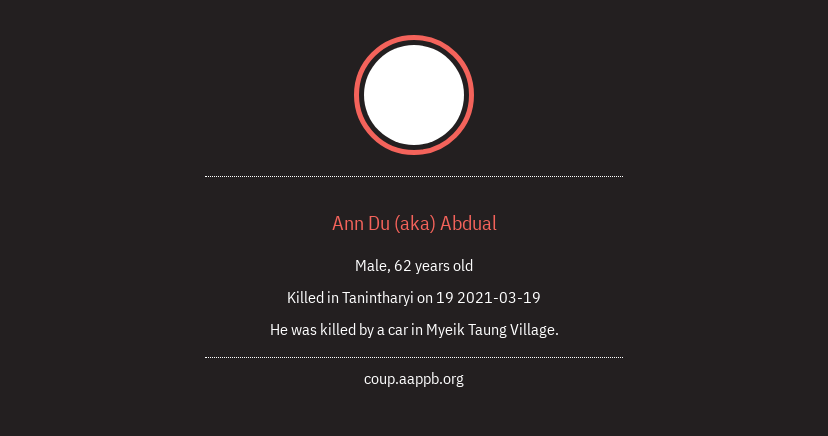 Ann Du (aka) Abdual
Male, 62 years old
Killed in Tanintharyi on 19 2021-03-19
He was killed by a car in Myeik Taung Village.
coup.aappb.org